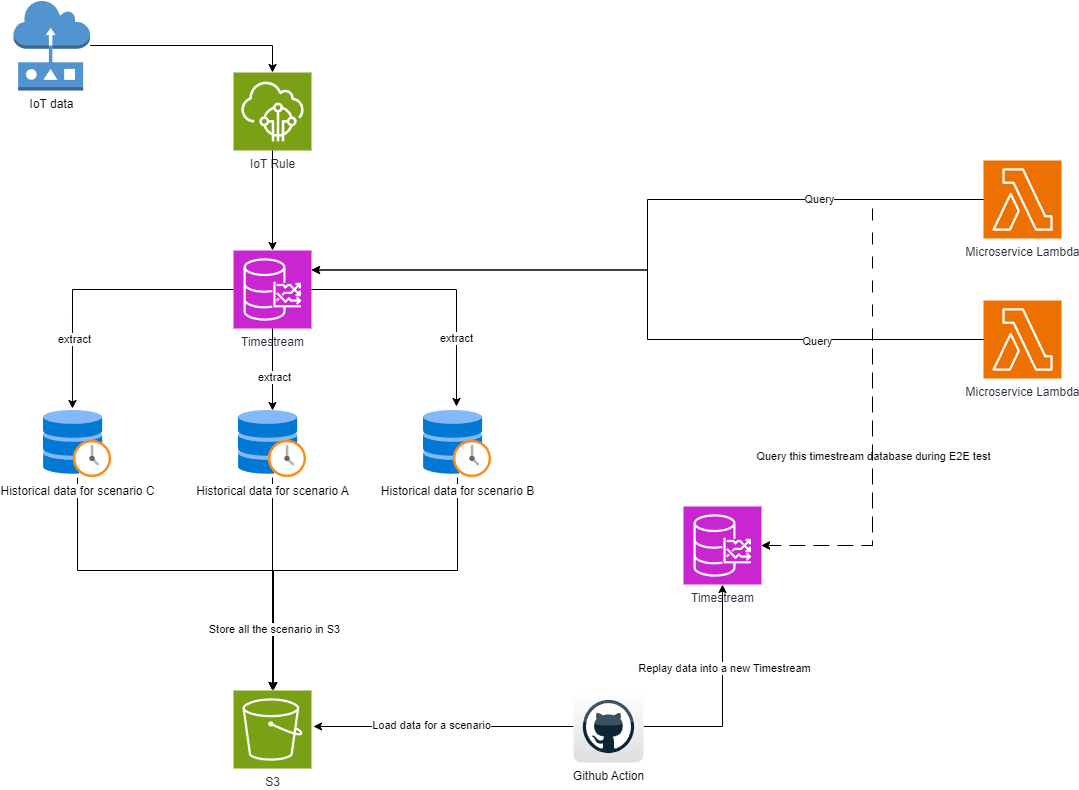 IoT data
IoT Rule
Query
Microservice Lambda
Timestream
extract
extract
Query
extract
Microservice Lambda
Query this timestream database during E2E test
Historical data for scenario C
Historical data for scenario A
Historical data for scenario B
Timestream
Store all the scenario in S3
Replay data into a new Timestream
Load data for a scenario
Github Action
S3